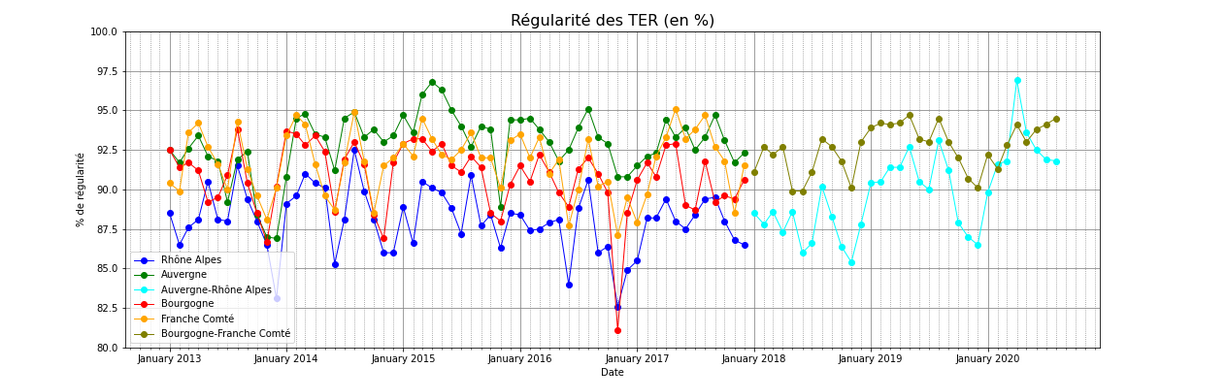 Régularité des TER (en %)
100.0
97.5
95.0
92.5
90.0
87.5
85.0
82.5
80.0
% de régularité
Rhône Alpes
Auvergne
Auvergne-Rhône Alpes
Bourgogne
Franche Comté
Bourgogne-Franche Comté
January 2013 January 2014 January 2015 January 2016 January 2017 January 2018 January 2019 January 2020
Date